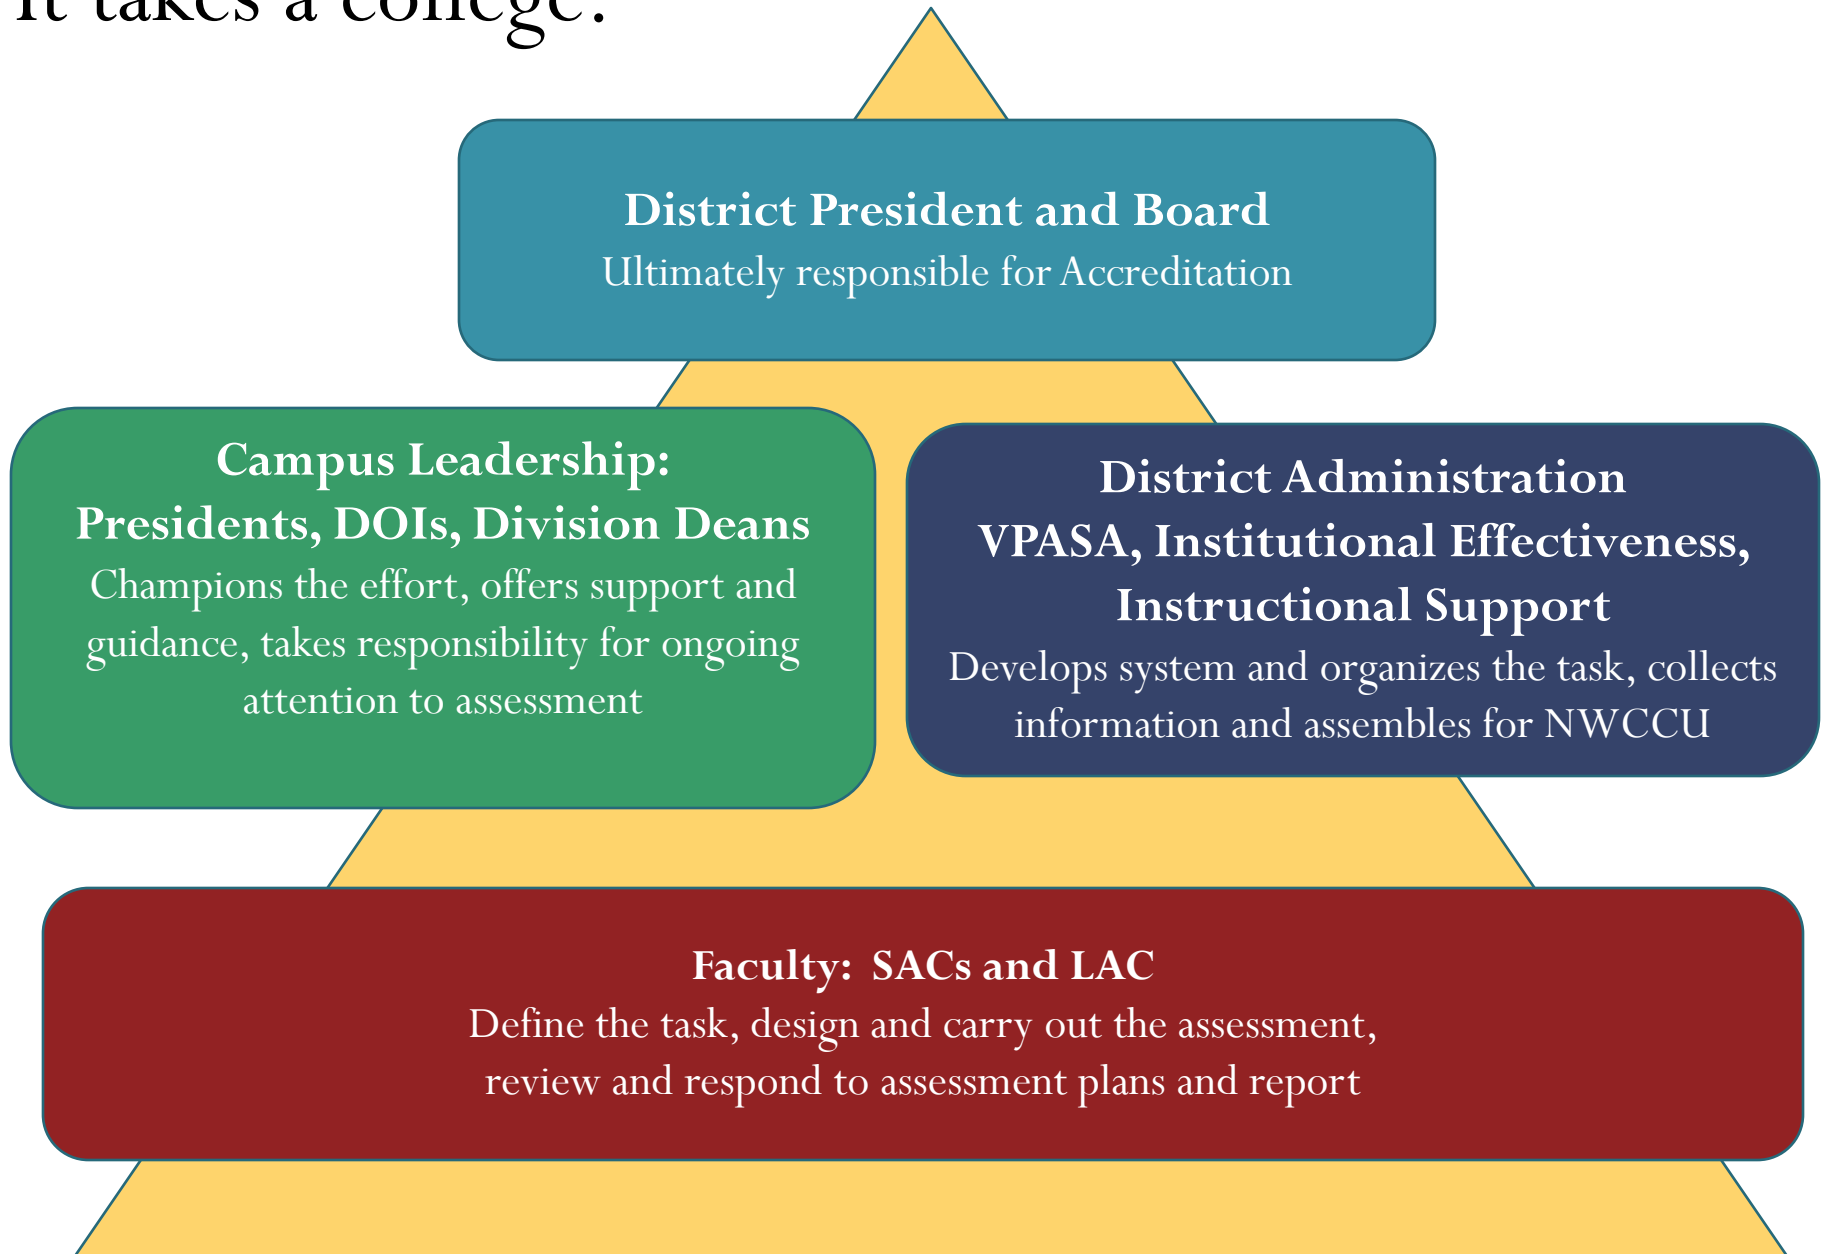 It takes a college.
District President and Board
Ultimately responsible for Accreditation
Campus Leadership:
Presidents, DOIs, Division Deans
Champions the effort, offers support and
guidance, takes responsibility for ongoing
attention to assessment
District Administration
VPASA, Institutional Effectiveness,
Instructional Support
Develops system and organizes the task, collects
information and assembles for NWCCU
Faculty: SACs and LAC
Define the task, design and carry out the assessment,
review and respond to assessment plans and report